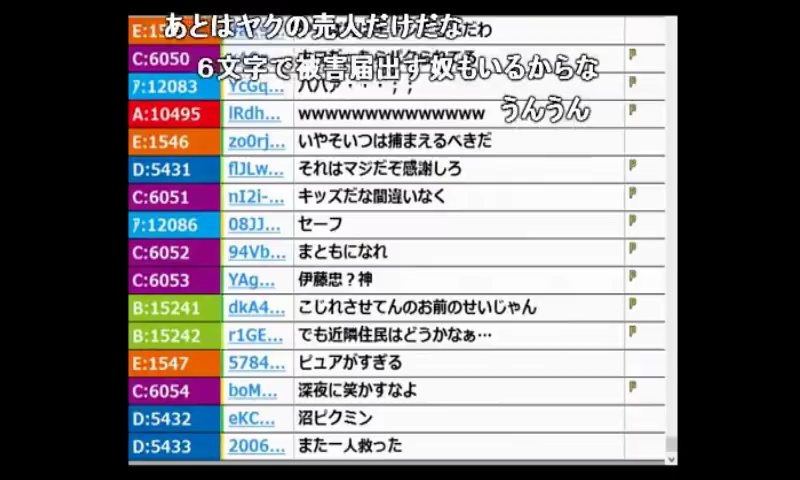 あとはヤクの売人だけだな
だわ
C:6050
6文字で被害届出す奴もいるからな
ｱ:12083 YcGq... ババァ・・・；；
A:10495 lRdh... wwwwwwwwwwwwww うんうん
E:1546 zo0rj... いやそいつは捕まえるべきだ
D:5431 flJLw... それはマジだぞ感謝しろ
C:6051 nI2i-... キッズだな間違いなく
ｱ:12086 08JJ... セーフ
C:6052 94Vb... まともになれ
C:6053 YAg... 伊藤忠？神
B:15241 dkA4... こじれさせてんのお前のせいじゃん
B:15242 r1GE... でも近隣住民はどうかなぁ…
E:1547 5784... ピュアがすぎる
C:6054 boM... 深夜に笑かすなよ
D:5432 eKC... 沼ピクミン
D:5433 2006... また一人救った